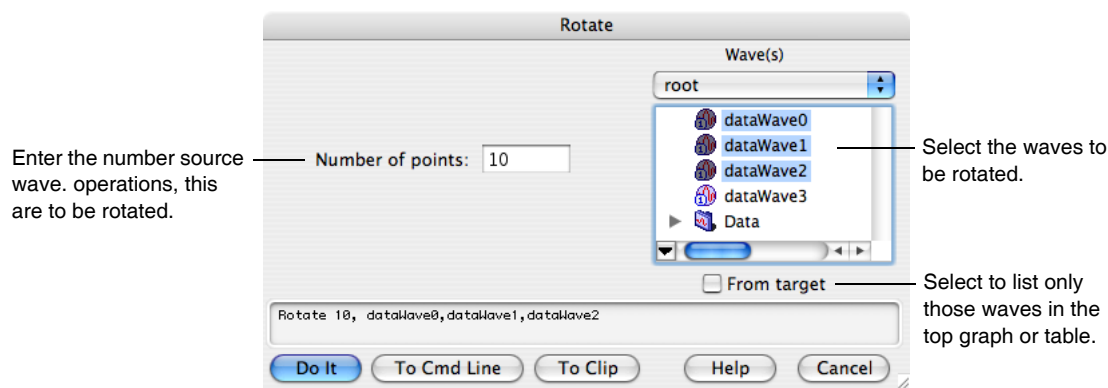 Rotate
Wave(s)
root
dataWave0
dataWave1
dataWave2
dataWave3
Data
Enter the number source
wave. operations, this
are to be rotated.
Number of points: 10
Select the waves to
be rotated.
From target
Select to list only
those waves in the
top graph or table.
Rotate 10, dataWave0,dataWave1,dataWave2
Do It To Cmd Line To Clip Help Cancel